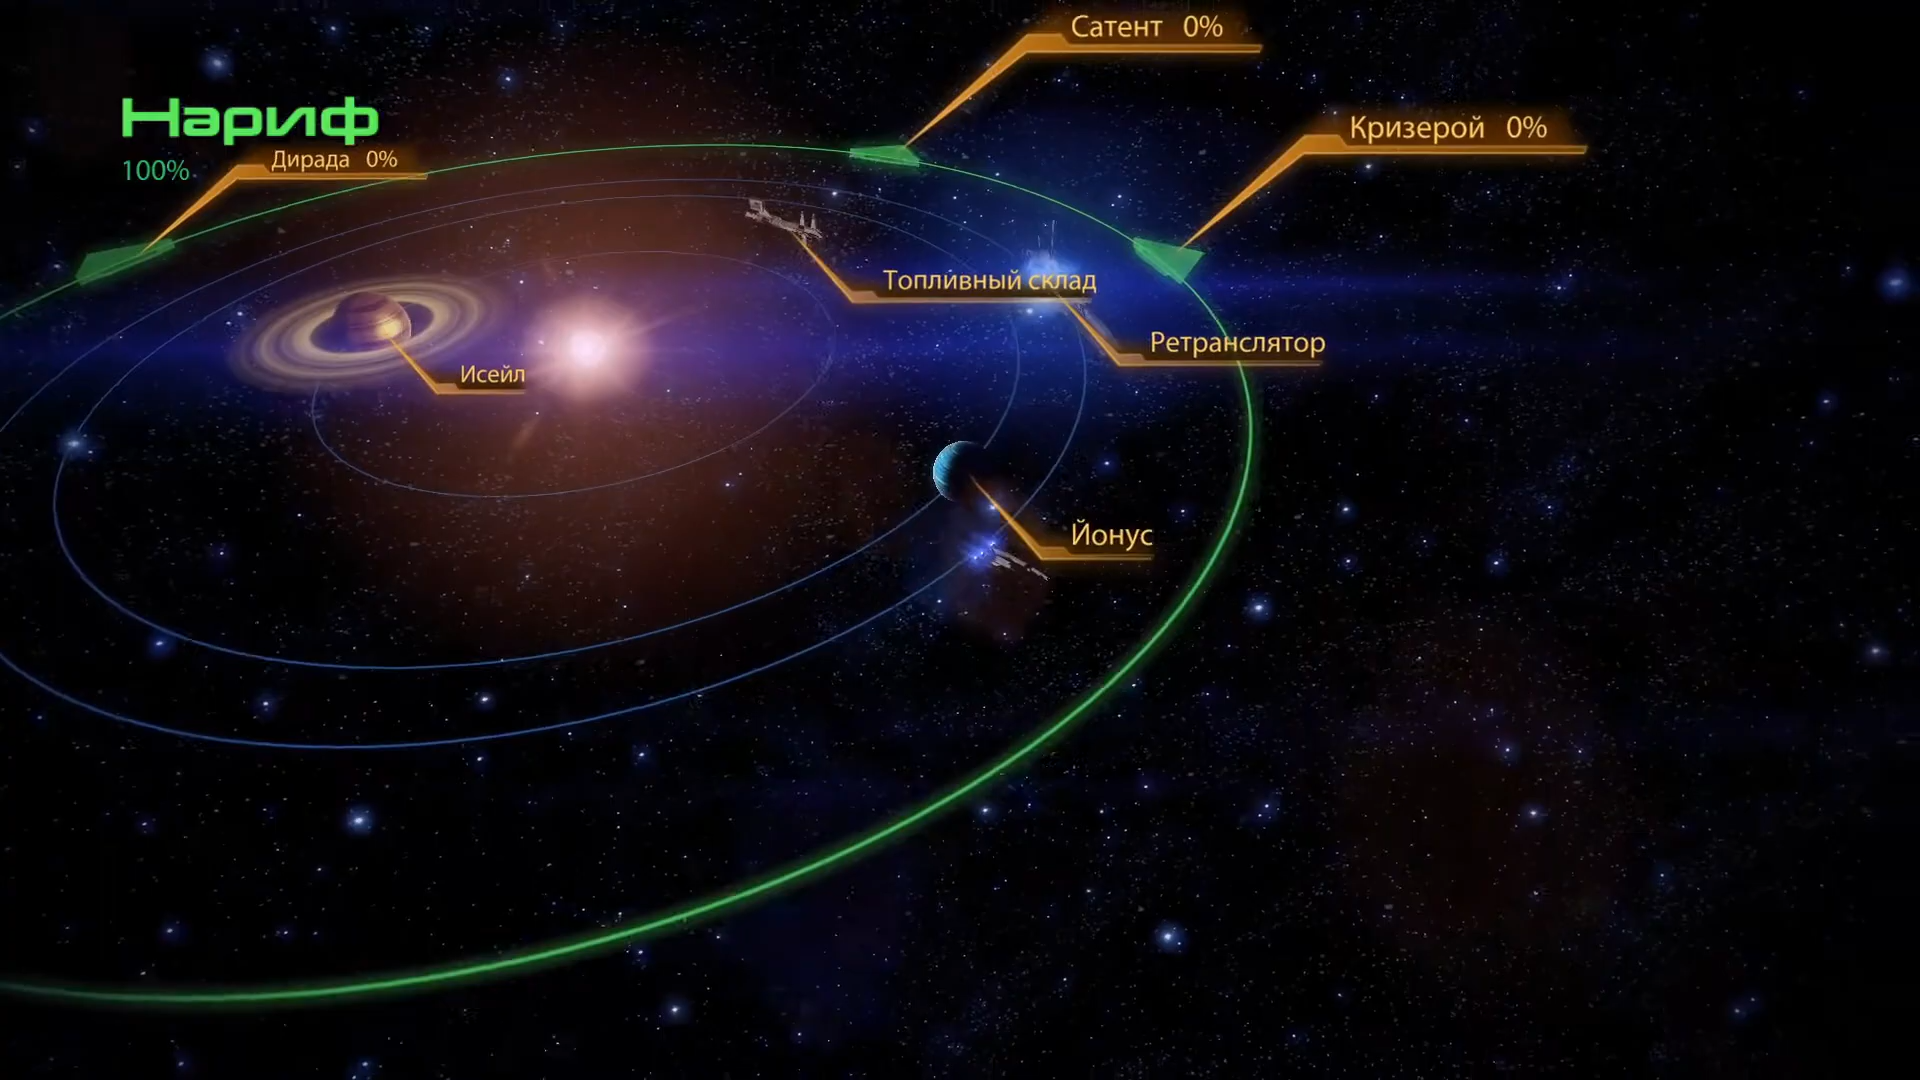 Сатент 0%
Нариф
100%
Дирада 0%
Кризерой 0%
Топливный склад
Ретранслятор
Исейл
Йонус